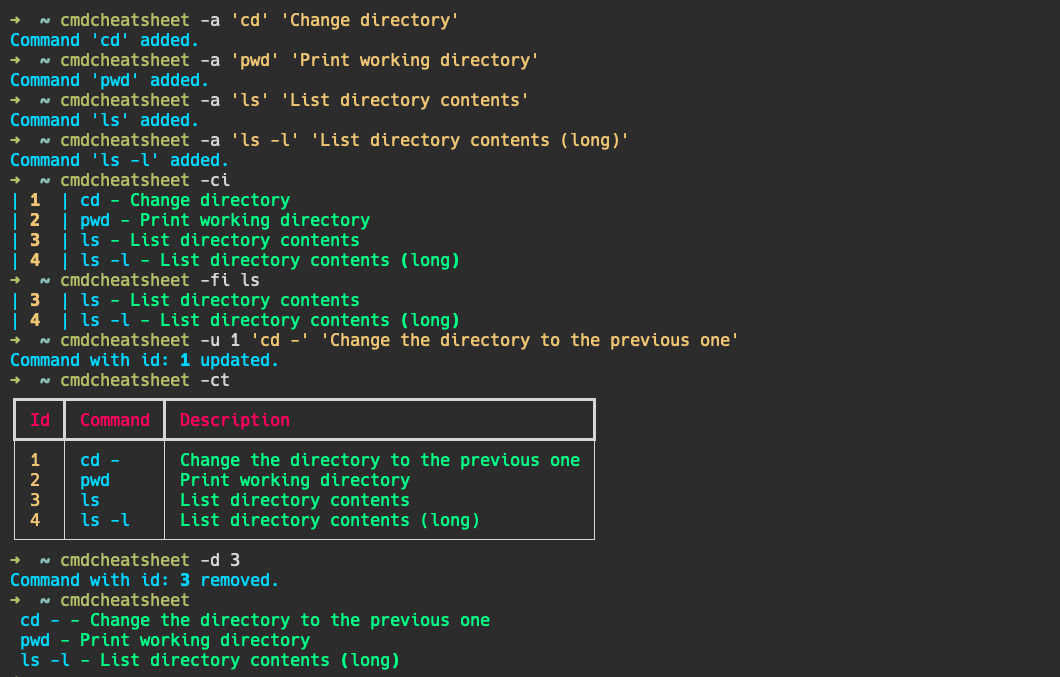 →  ~ cmdcheatsheet -a 'cd' 'Change directory'
Command 'cd' added.
→  ~ cmdcheatsheet -a 'pwd' 'Print working directory'
Command 'pwd' added.
→  ~ cmdcheatsheet -a 'ls' 'List directory contents'
Command 'ls' added.
→  ~ cmdcheatsheet -a 'ls -l' 'List directory contents (long)'
Command 'ls -l' added.
→  ~ cmdcheatsheet -ci
| 1  | cd - Change directory
| 2  | pwd - Print working directory
| 3  | ls - List directory contents
| 4  | ls -l - List directory contents (long)
→  ~ cmdcheatsheet -fi ls
| 3  | ls - List directory contents
| 4  | ls -l - List directory contents (long)
→  ~ cmdcheatsheet -u 1 'cd -' 'Change the directory to the previous one'
Command with id: 1 updated.
→  ~ cmdcheatsheet -ct
Id Command Description
1 cd - Change the directory to the previous one
2 pwd Print working directory
3 ls List directory contents
4 ls -l List directory contents (long)
→  ~ cmdcheatsheet -d 3
Command with id: 3 removed.
→  ~ cmdcheatsheet
cd - - Change the directory to the previous one
pwd - Print working directory
ls -l - List directory contents (long)